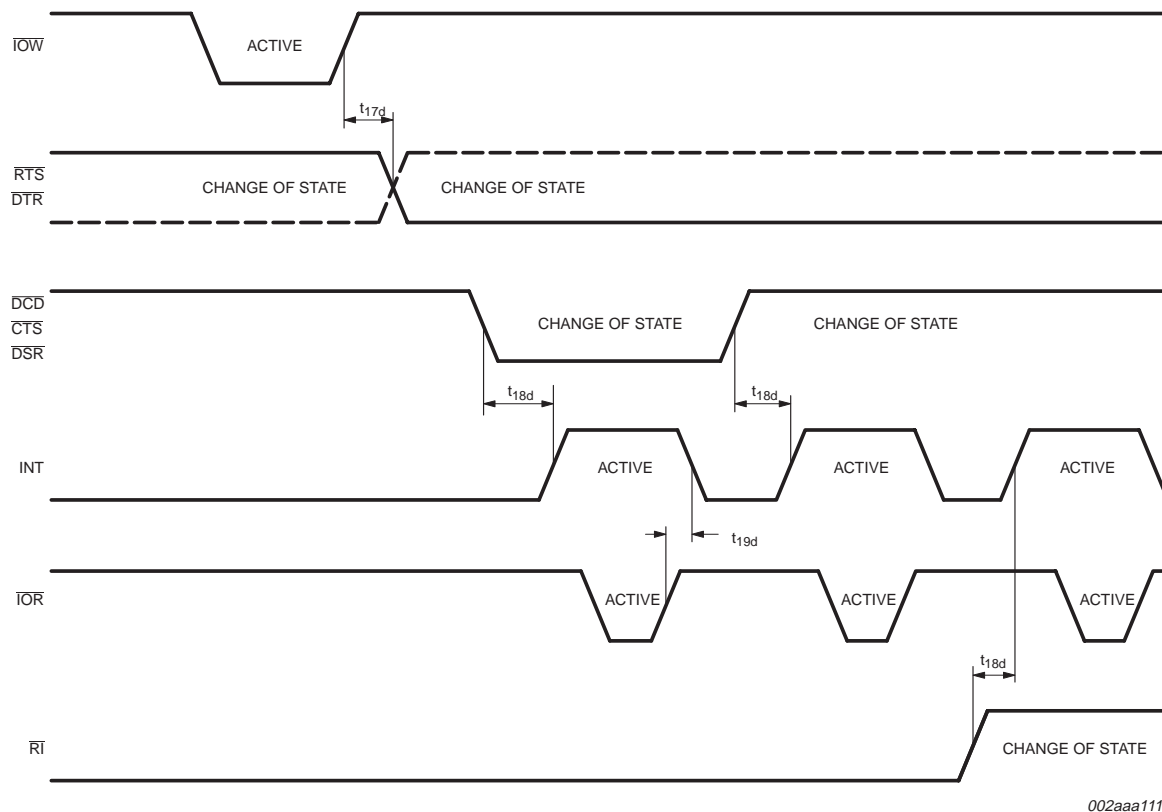 IOW
ACTIVE
t17d
RTS
DTR
CHANGE OF STATE CHANGE OF STATE
DCD
CTS
DSR
CHANGE OF STATE CHANGE OF STATE
t18d t18d
INT
ACTIVE ACTIVE ACTIVE
t19d
IOR
ACTIVE ACTIVE ACTIVE
t18d
RI
CHANGE OF STATE
002aaa111